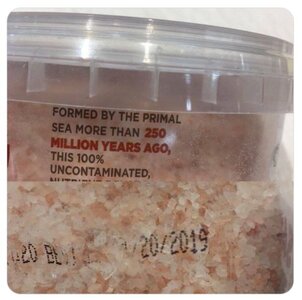 FORMED BY THE PRIMAL
SEA MORE THAN 250
MILLION YEARS AGO,
THIS 100%
UNCONTAMINATED,
/20/2019